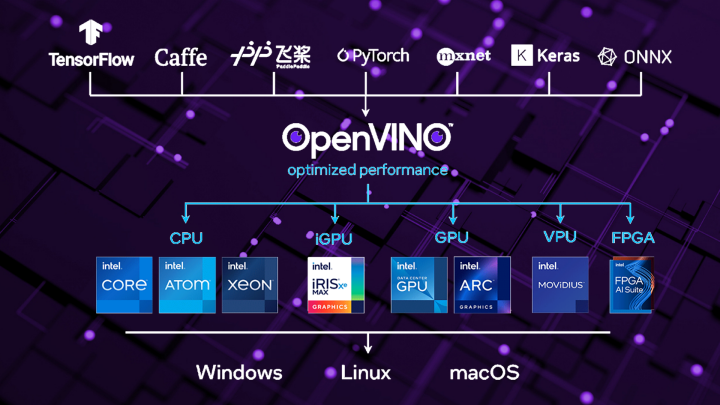 TensorFlow
Caffe
飞桨
PaddlePaddle
PyTorch
mxnet
K Keras
ONNX
OpenVINO™
optimized performance
CPU
iGPU
GPU
VPU
FPGA
intel.
CORE
intel.
ATOM
intel.
XEON
intel.
IRIS Xe
MAX
GRAPHICS
intel.
DATA CENTER
GPU
intel.
ARC
GRAPHICS
intel.
MOVIDIUS
intel.
FPGA
AI Suite
Windows
Linux
macOS